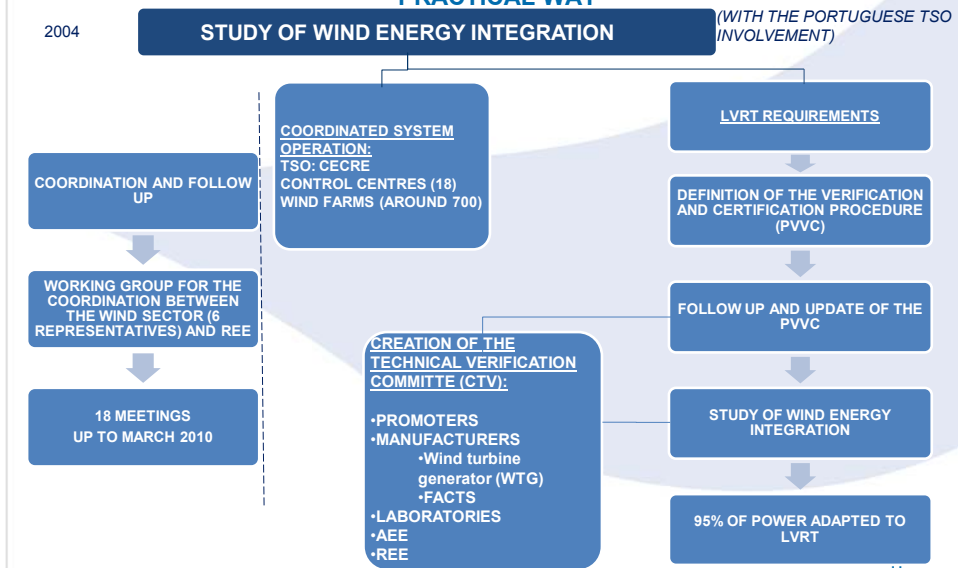 PRACTICAL WAY
2004
STUDY OF WIND ENERGY INTEGRATION
(WITH THE PORTUGUESE TSO
INVOLVEMENT)
COORDINATION AND FOLLOW
UP
WORKING GROUP FOR THE
COORDINATION BETWEEN
THE WIND SECTOR (6
REPRESENTATIVES) AND REE
18 MEETINGS
UP TO MARCH 2010
COORDINATED SYSTEM
OPERATION:
TSO: CECRE
CONTROL CENTRES (18)
WIND FARMS (AROUND 700)
LVRT REQUIREMENTS
DEFINITION OF THE VERIFICATION
AND CERTIFICATION PROCEDURE
(PVVC)
FOLLOW UP AND UPDATE OF THE
PVVC
CREATION OF THE
TECHNICAL VERIFICATION
COMMITTE (CTV):
•PROMOTERS
•MANUFACTURERS
•Wind turbine
generator (WTG)
•FACTS
•LABORATORIES
•AEE
•REE
STUDY OF WIND ENERGY
INTEGRATION
95% OF POWER ADAPTED TO
LVRT